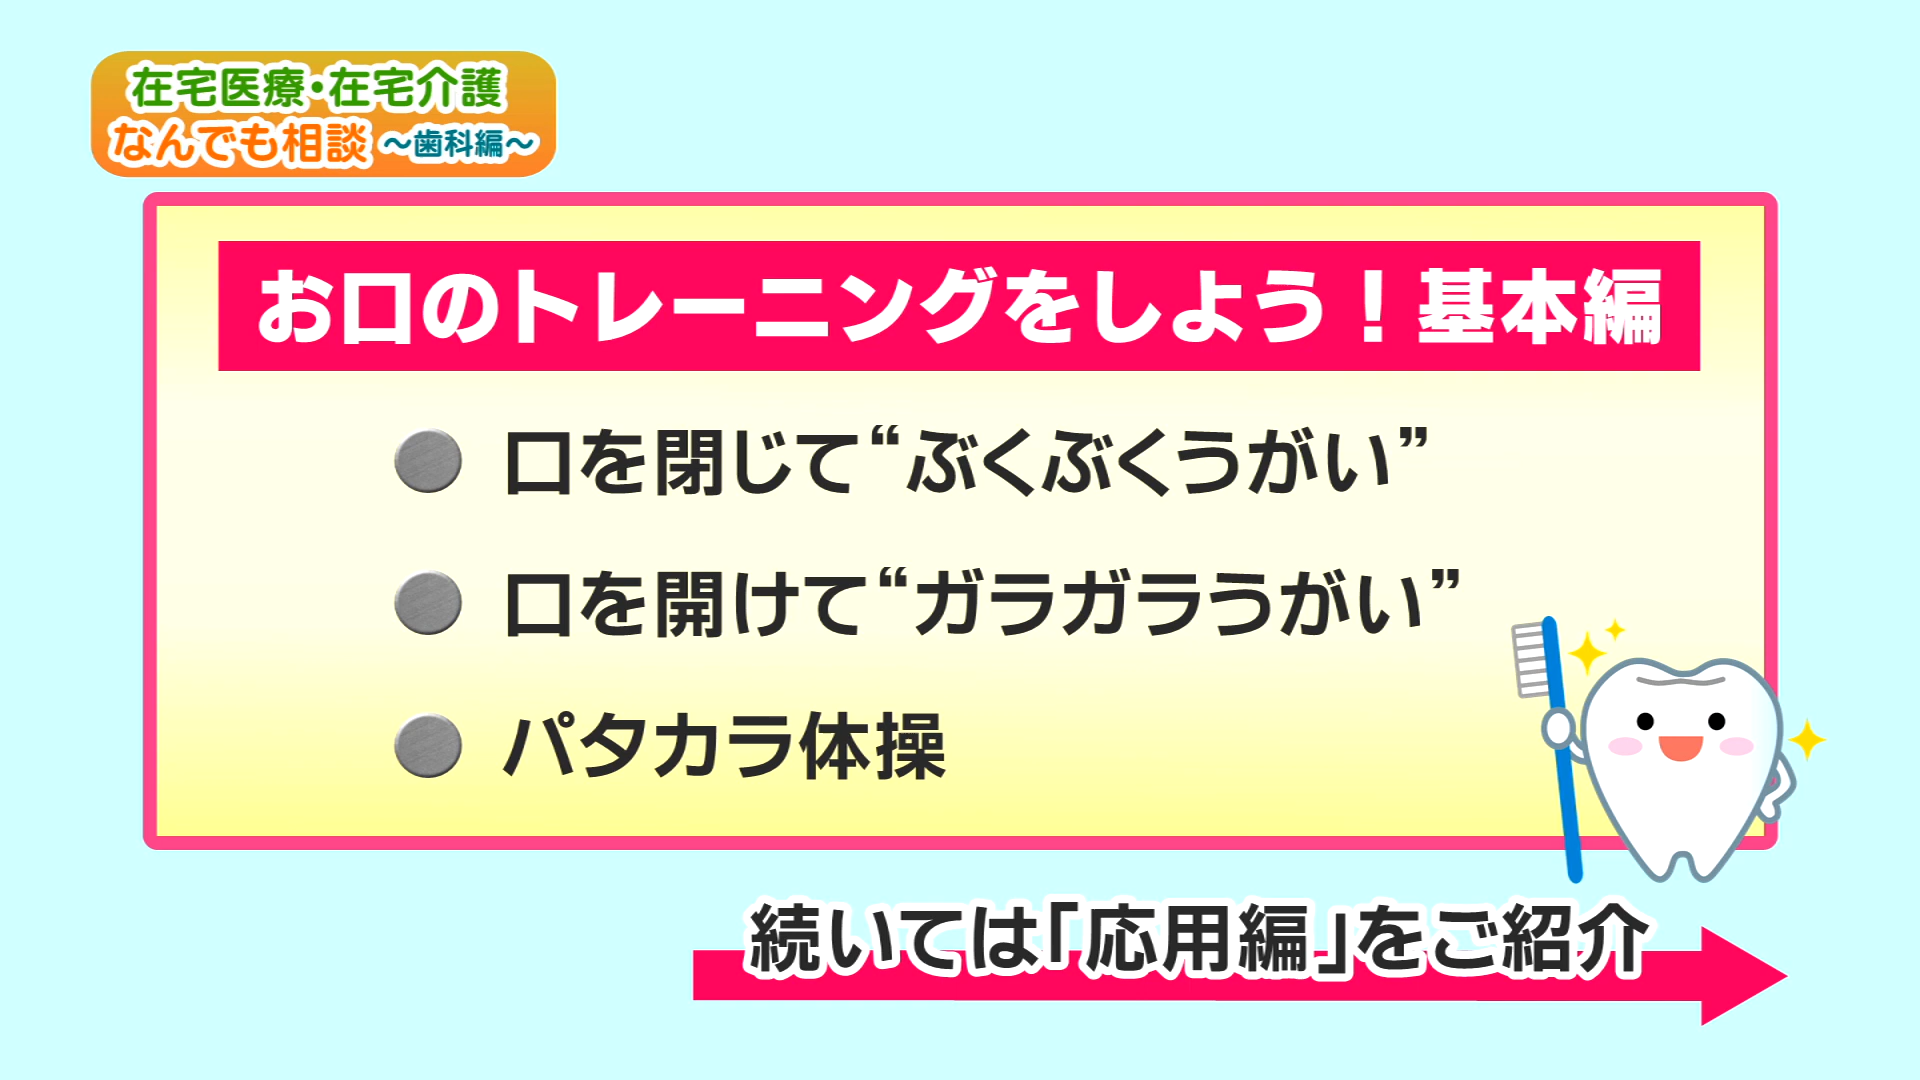 在宅医療・在宅介護
なんでも相談 ～歯科編～
お口のトレーニングをしよう！基本編
口を閉じて“ぶくぶくうがい”
口を開けて“ガラガラうがい”
パタカラ体操
続いては「応用編」をご紹介